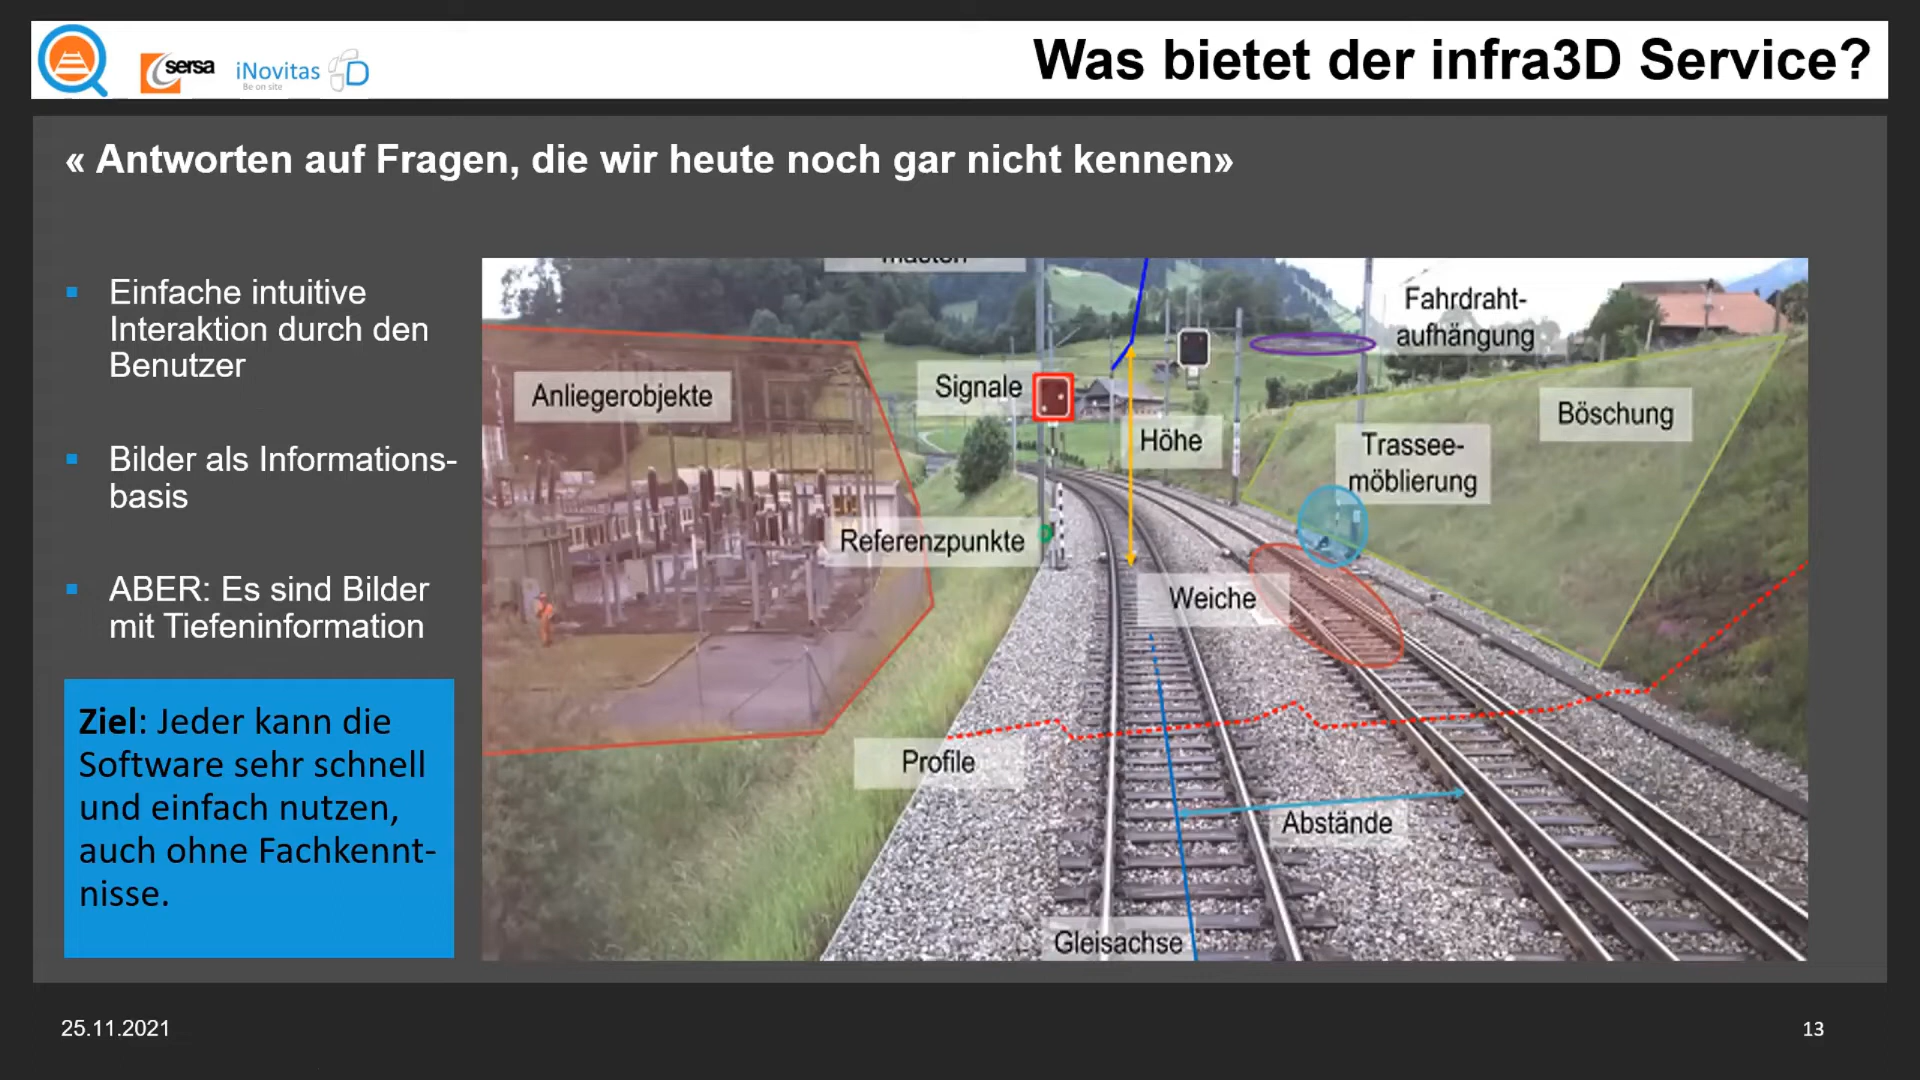 sersa
iNovitas
Be on site
Was bietet der infra3D Service?
« Antworten auf Fragen, die wir heute noch gar nicht kennen»
Einfache intuitive
Interaktion durch den
Benutzer
Bilder als Informations-
basis
ABER: Es sind Bilder
mit Tiefeninformation
Ziel: Jeder kann die
Software sehr schnell
und einfach nutzen,
auch ohne Fachkennt-
nisse.
masten
Fahrdraht-
aufhängung
Anliegerobjekte
Signale
Höhe
Böschung
Trassee-
möblierung
Referenzpunkte
Weiche
Profile
Abstände
Gleisachse
25.11.2021
13